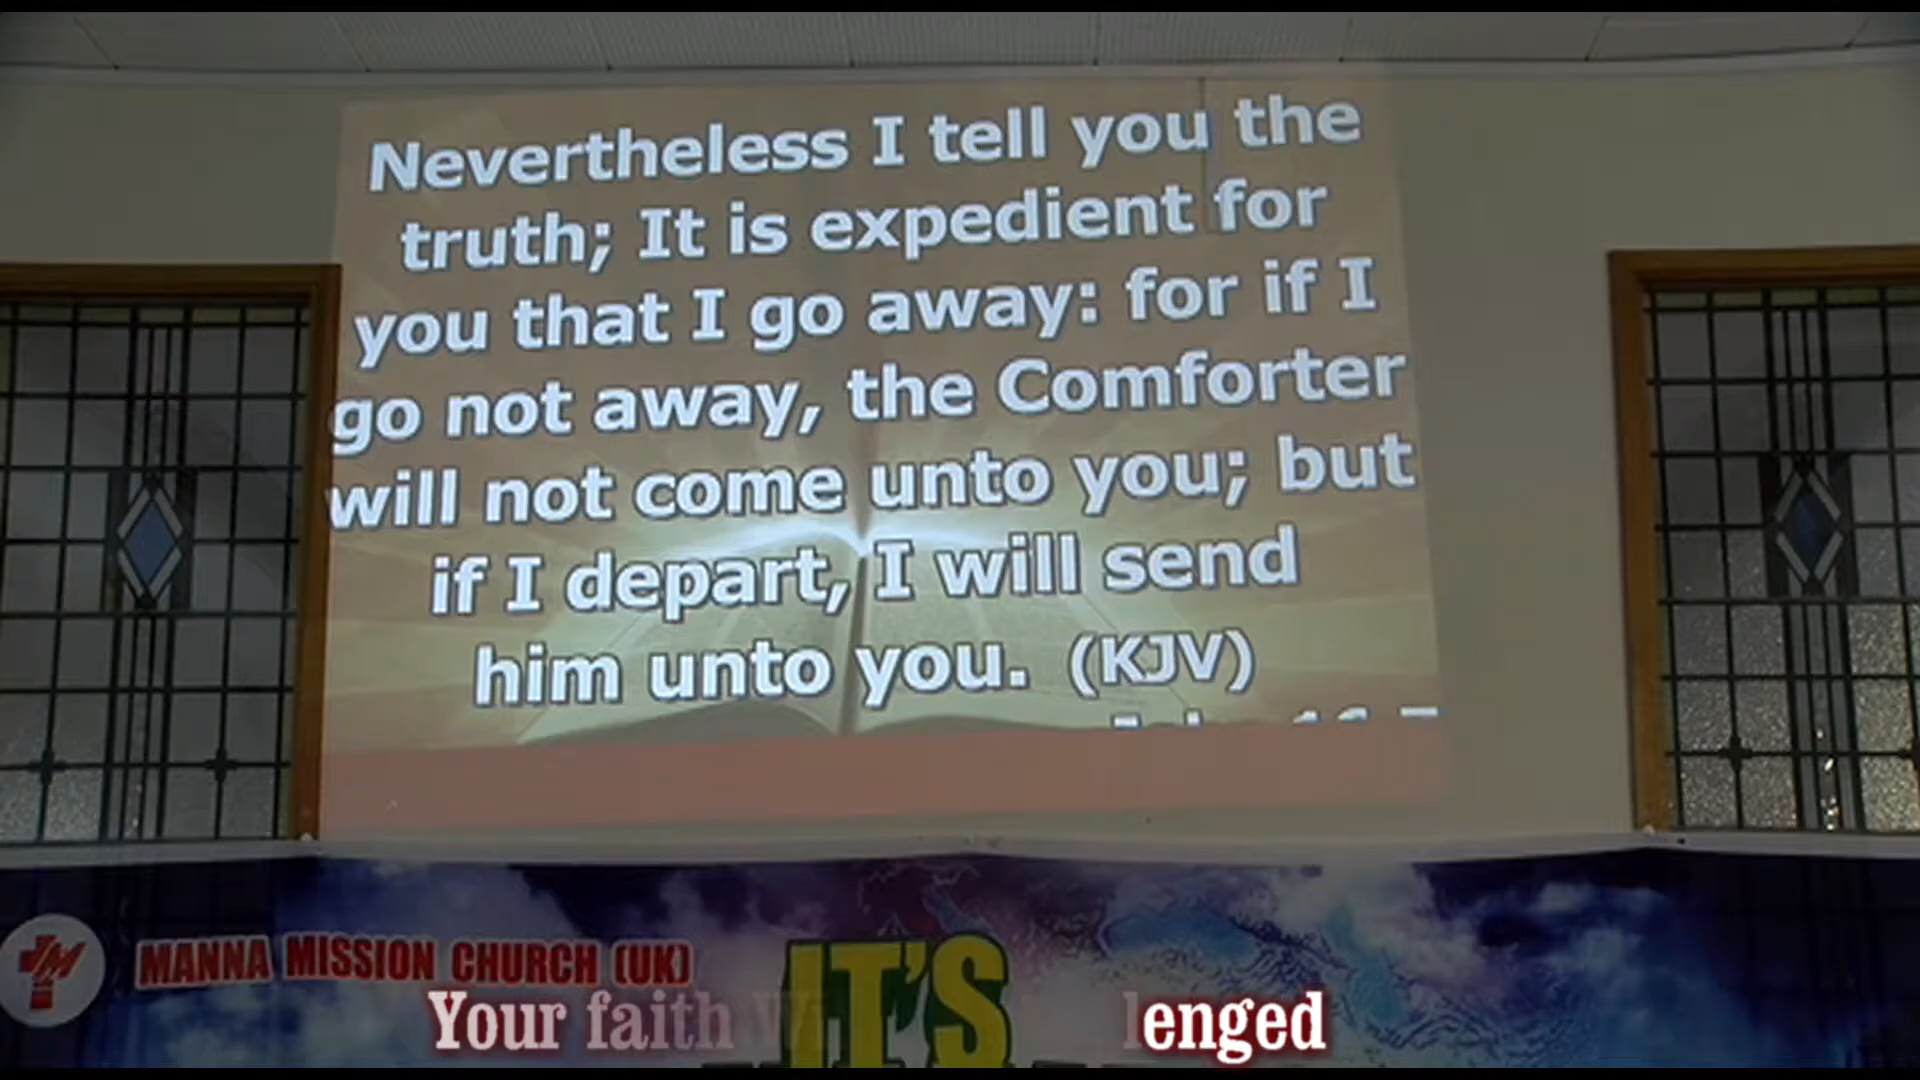 Nevertheless I tell you the
truth; It is expedient for
you that I go away: for if I
go not away, the Comforter
will not come unto you; but
if I depart, I will send
him unto you. (KJV)
MANNA MISSION CHURCH (UK)
IT'S
Your faith